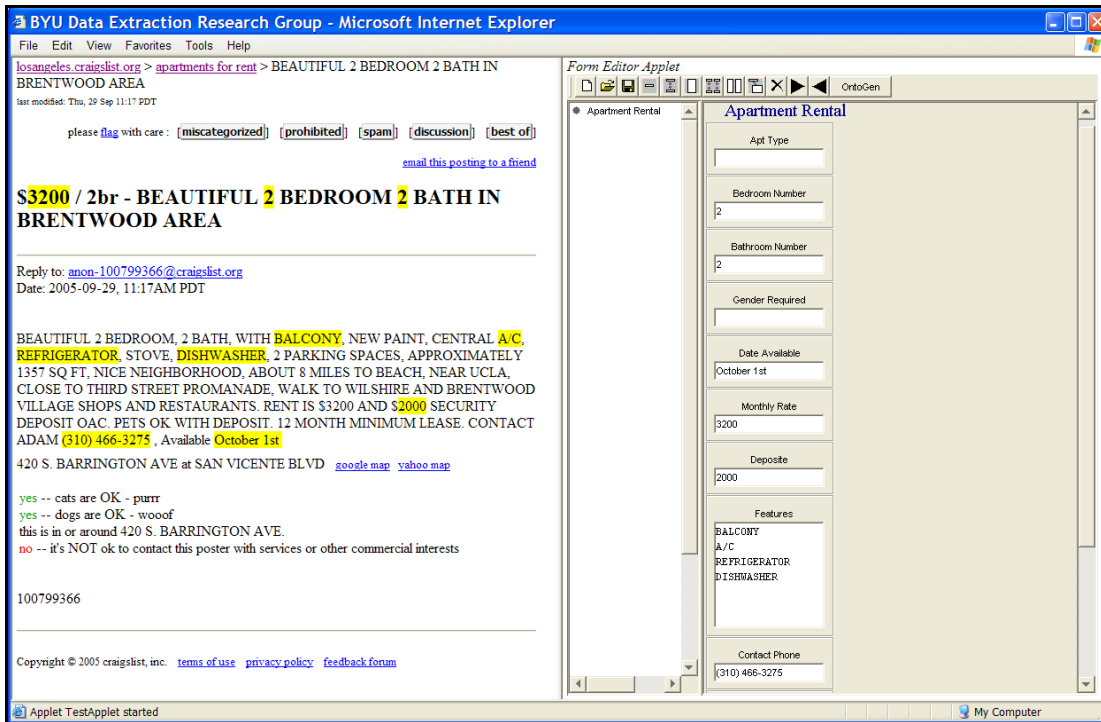 BYU Data Extraction Research Group - Microsoft Internet Explorer
File Edit View Favorites Tools Help
losangeles.craigslist.org > apartments for rent > BEAUTIFUL 2 BEDROOM 2 BATH IN
BRENTWOOD AREA
last modified: Thu, 29 Sep 11:17 PDT
please flag with care : [miscategorized] [prohibited] [spam] [discussion] [best of]
email this posting to a friend
$3200 / 2br - BEAUTIFUL 2 BEDROOM 2 BATH IN
BRENTWOOD AREA
Reply to: anon-100799366@craigslist.org
Date: 2005-09-29, 11:17AM PDT
BEAUTIFUL 2 BEDROOM, 2 BATH, WITH BALCONY, NEW PAINT, CENTRAL A/C,
REFRIGERATOR, STOVE, DISHWASHER, 2 PARKING SPACES, APPROXIMATELY
1357 SQ FT, NICE NEIGHBORHOOD, ABOUT 8 MILES TO BEACH, NEAR UCLA,
CLOSE TO THIRD STREET PROMANADE, WALK TO WILSHIRE AND BRENTWOOD
VILLAGE SHOPS AND RESTAURANTS. RENT IS $3200 AND $2000 SECURITY
DEPOSIT OAC. PETS OK WITH DEPOSIT. 12 MONTH MINIMUM LEASE. CONTACT
ADAM (310) 466-3275 , Available October 1st
420 S. BARRINGTON AVE at SAN VICENTE BLVD google map yahoo map
yes -- cats are OK - purrr
yes -- dogs are OK - wooof
this is in or around 420 S. BARRINGTON AVE.
no -- it's NOT ok to contact this poster with services or other commercial interests
100799366
Copyright © 2005 craigslist, inc. terms of use privacy policy feedback forum
Form Editor Applet
OntoGen
Apartment Rental
Apartment Rental
Apt Type
Bedroom Number
2
Bathroom Number
2
Gender Required
Date Available
October 1st
Monthly Rate
3200
Deposite
2000
Features
BALCONY
A/C
REFRIGERATOR
DISHWASHER
Contact Phone
(310) 466-3275
Applet TestApplet started
My Computer